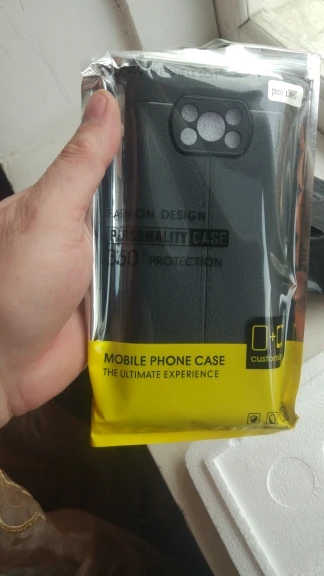 FASHION DESIGN
PERSONALITY CASE
360° PROTECTION
MOBILE PHONE CASE
THE ULTIMATE EXPERIENCE